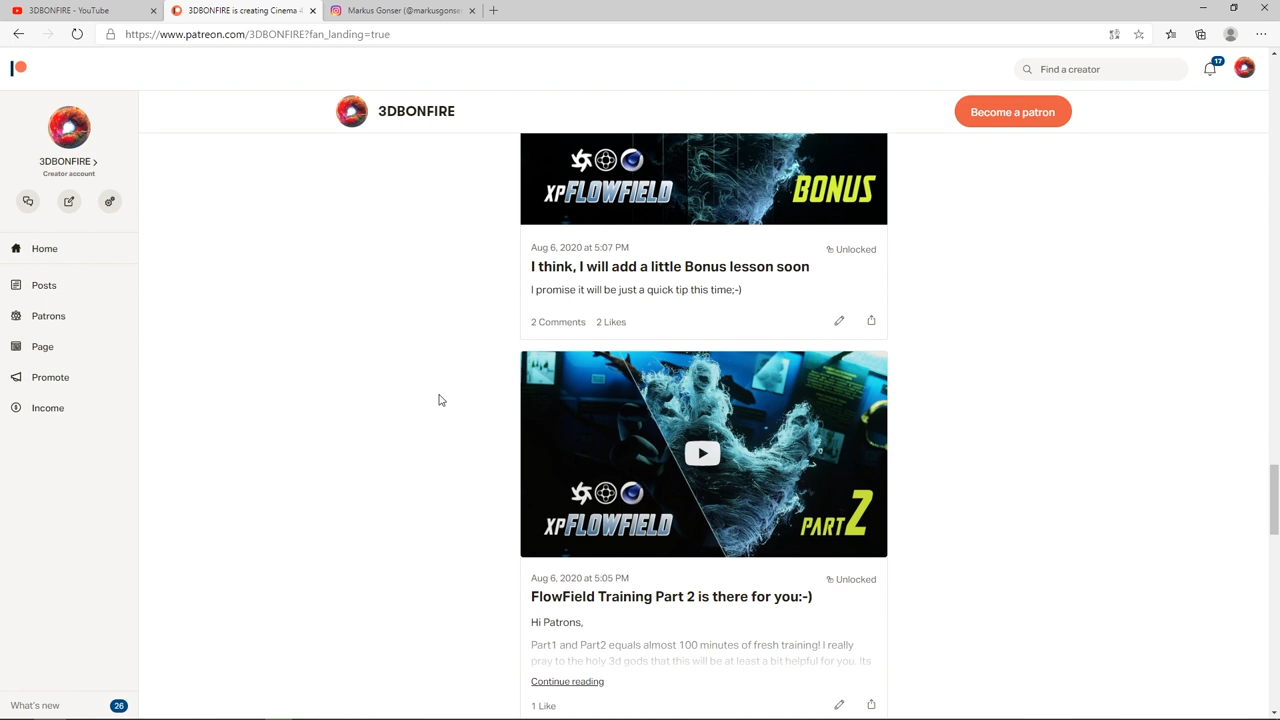 3DBONFIRE - YouTube
3DBONFIRE is creating Cinema 4
Markus Gonser (@markusgonse
https://www.patreon.com/3DBONFIRE?fan_landing=true
Find a creator
17
3DBONFIRE
Become a patron
3DBONFIRE
Creator account
Home
Posts
Patrons
Page
Promote
Income
What's new
26
XPFLOWFIELD
BONUS
Aug 6, 2020 at 5:07 PM
Unlocked
I think, I will add a little Bonus lesson soon
I promise it will be just a quick tip this time;-)
2 Comments 2 Likes
XPFLOWFIELD
PART2
Aug 6, 2020 at 5:05 PM
Unlocked
FlowField Training Part 2 is there for you:-)
Hi Patrons,
Part1 and Part2 equals almost 100 minutes of fresh training! I really
pray to the holy 3d gods that this will be at least a bit helpful for you. Its
Continue reading
1 Like